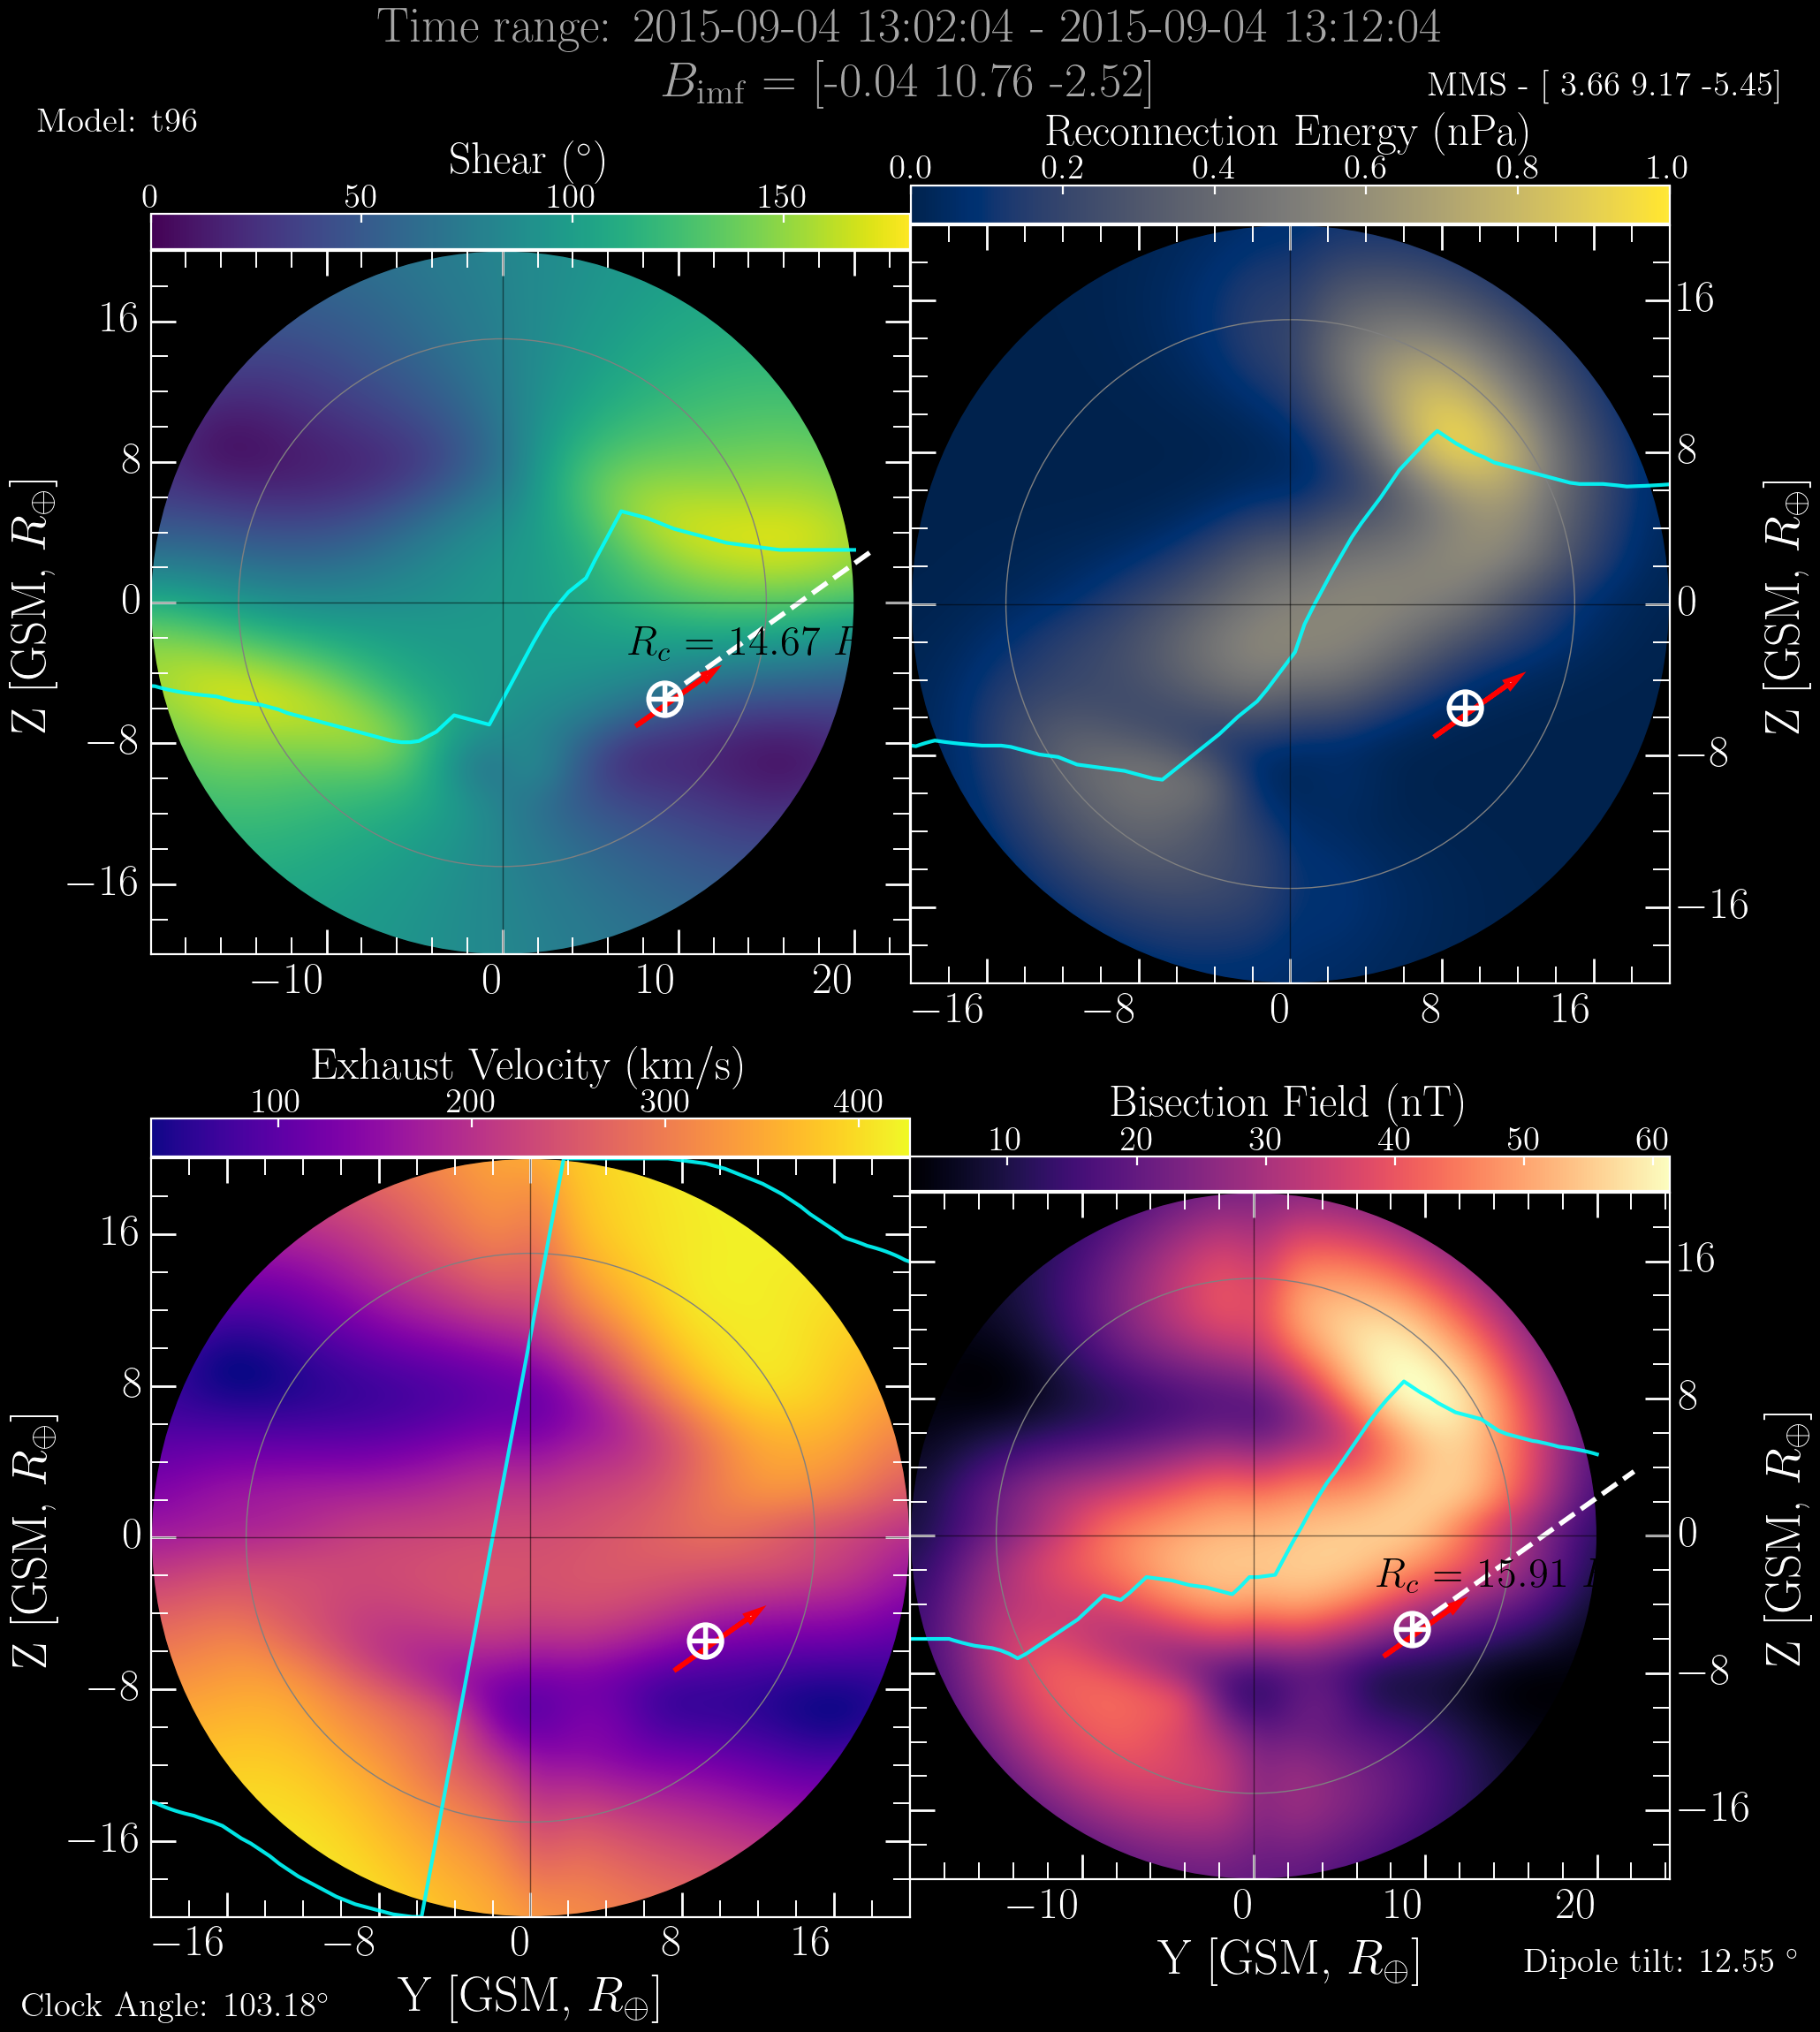 Time range: 2015-09-04 13:02:04 - 2015-09-04 13:12:04
B_imf = [-0.04 10.76 -2.52]
MMS - [ 3.66 9.17 -5.45]
Model: t96
Shear (°)
0 50 100 150
Reconnection Energy (nPa)
0.0 0.2 0.4 0.6 0.8 1.0
16
8
0
−8
−16
Z [GSM, R⊕]
R_c = 14.67
−10 0 10 20
16
8
0
−8
−16
Z [GSM, R⊕]
−16 −8 0 8 16
Exhaust Velocity (km/s)
100 200 300 400
Bisection Field (nT)
10 20 30 40 50 60
16
8
0
−8
−16
Z [GSM, R⊕]
−16 −8 0 8 16
Y [GSM, R⊕]
R_c = 15.91
16
8
0
−8
−16
Z [GSM, R⊕]
−10 0 10 20
Y [GSM, R⊕]
Dipole tilt: 12.55 °
Clock Angle: 103.18°